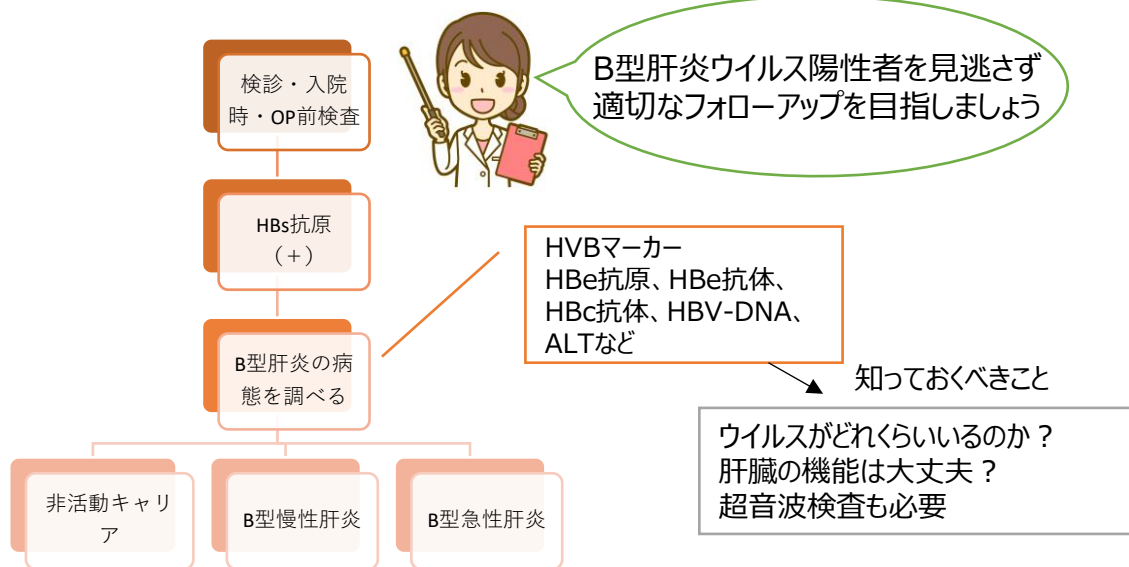 検診・入院
時・OP前検査
B型肝炎ウイルス陽性者を見逃さず
適切なフォローアップを目指しましょう
HBs抗原
（+）
HVBマーカー
HBe抗原、HBe抗体、
HBc抗体、HBV-DNA、
ALTなど
B型肝炎の病
態を調べる
知っておくべきこと
ウイルスがどれくらいいるのか？
肝臓の機能は大丈夫？
超音波検査も必要
非活動キャリ
ア
B型慢性肝炎
B型急性肝炎